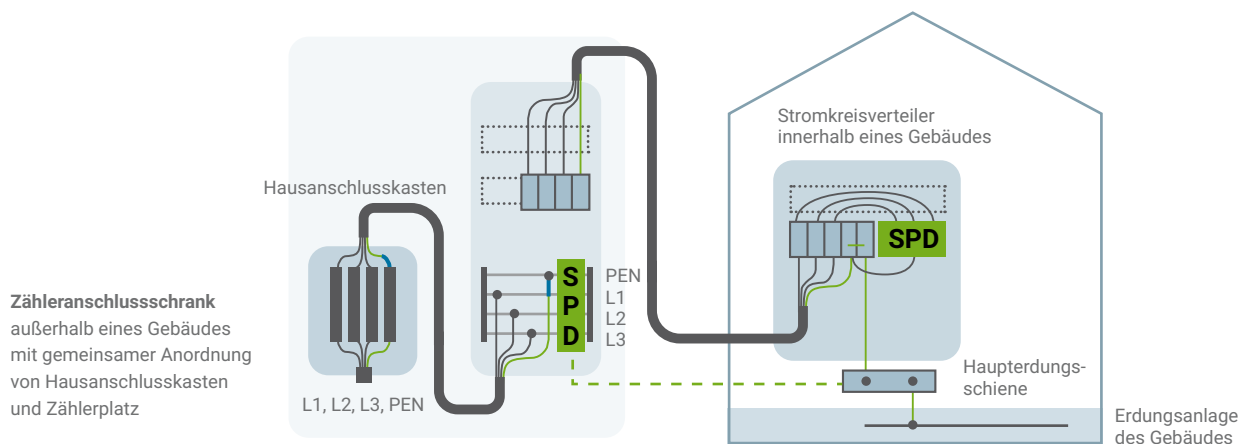 Stromkreisverteiler
innerhalb eines Gebäudes
Hausanschlusskasten
SPD
S
P
D
PEN
L1
L2
L3
Zähleranschlussschrank
außerhalb eines Gebäudes
mit gemeinsamer Anordnung
von Hausanschlusskasten
und Zählerplatz
L1, L2, L3, PEN
Haupterdungs-
schiene
Erdungsanlage
des Gebäudes